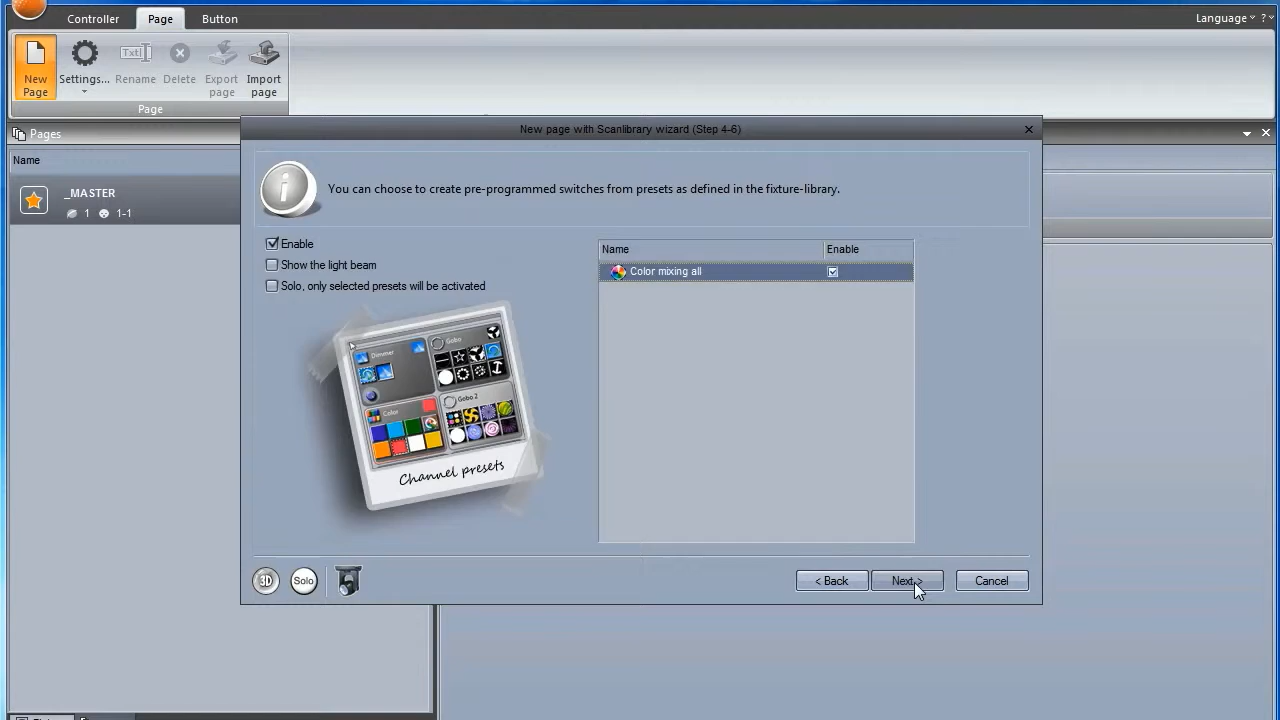 Controller
Page
Button
Language
?
New Page
Settings...
Txt
Rename
Delete
Export page
Import page
Page
Pages
Name
_MASTER
1 1-1
New page with Scanlibrary wizard (Step 4-6)
You can choose to create pre-programmed switches from presets as defined in the fixture-library.
Enable
Show the light beam
Solo, only selected presets will be activated
Name
Enable
Color mixing all
Dimmer
Gobo
Color
Gobo 2
Channel presets
3D
Solo
< Back
Next >
Cancel